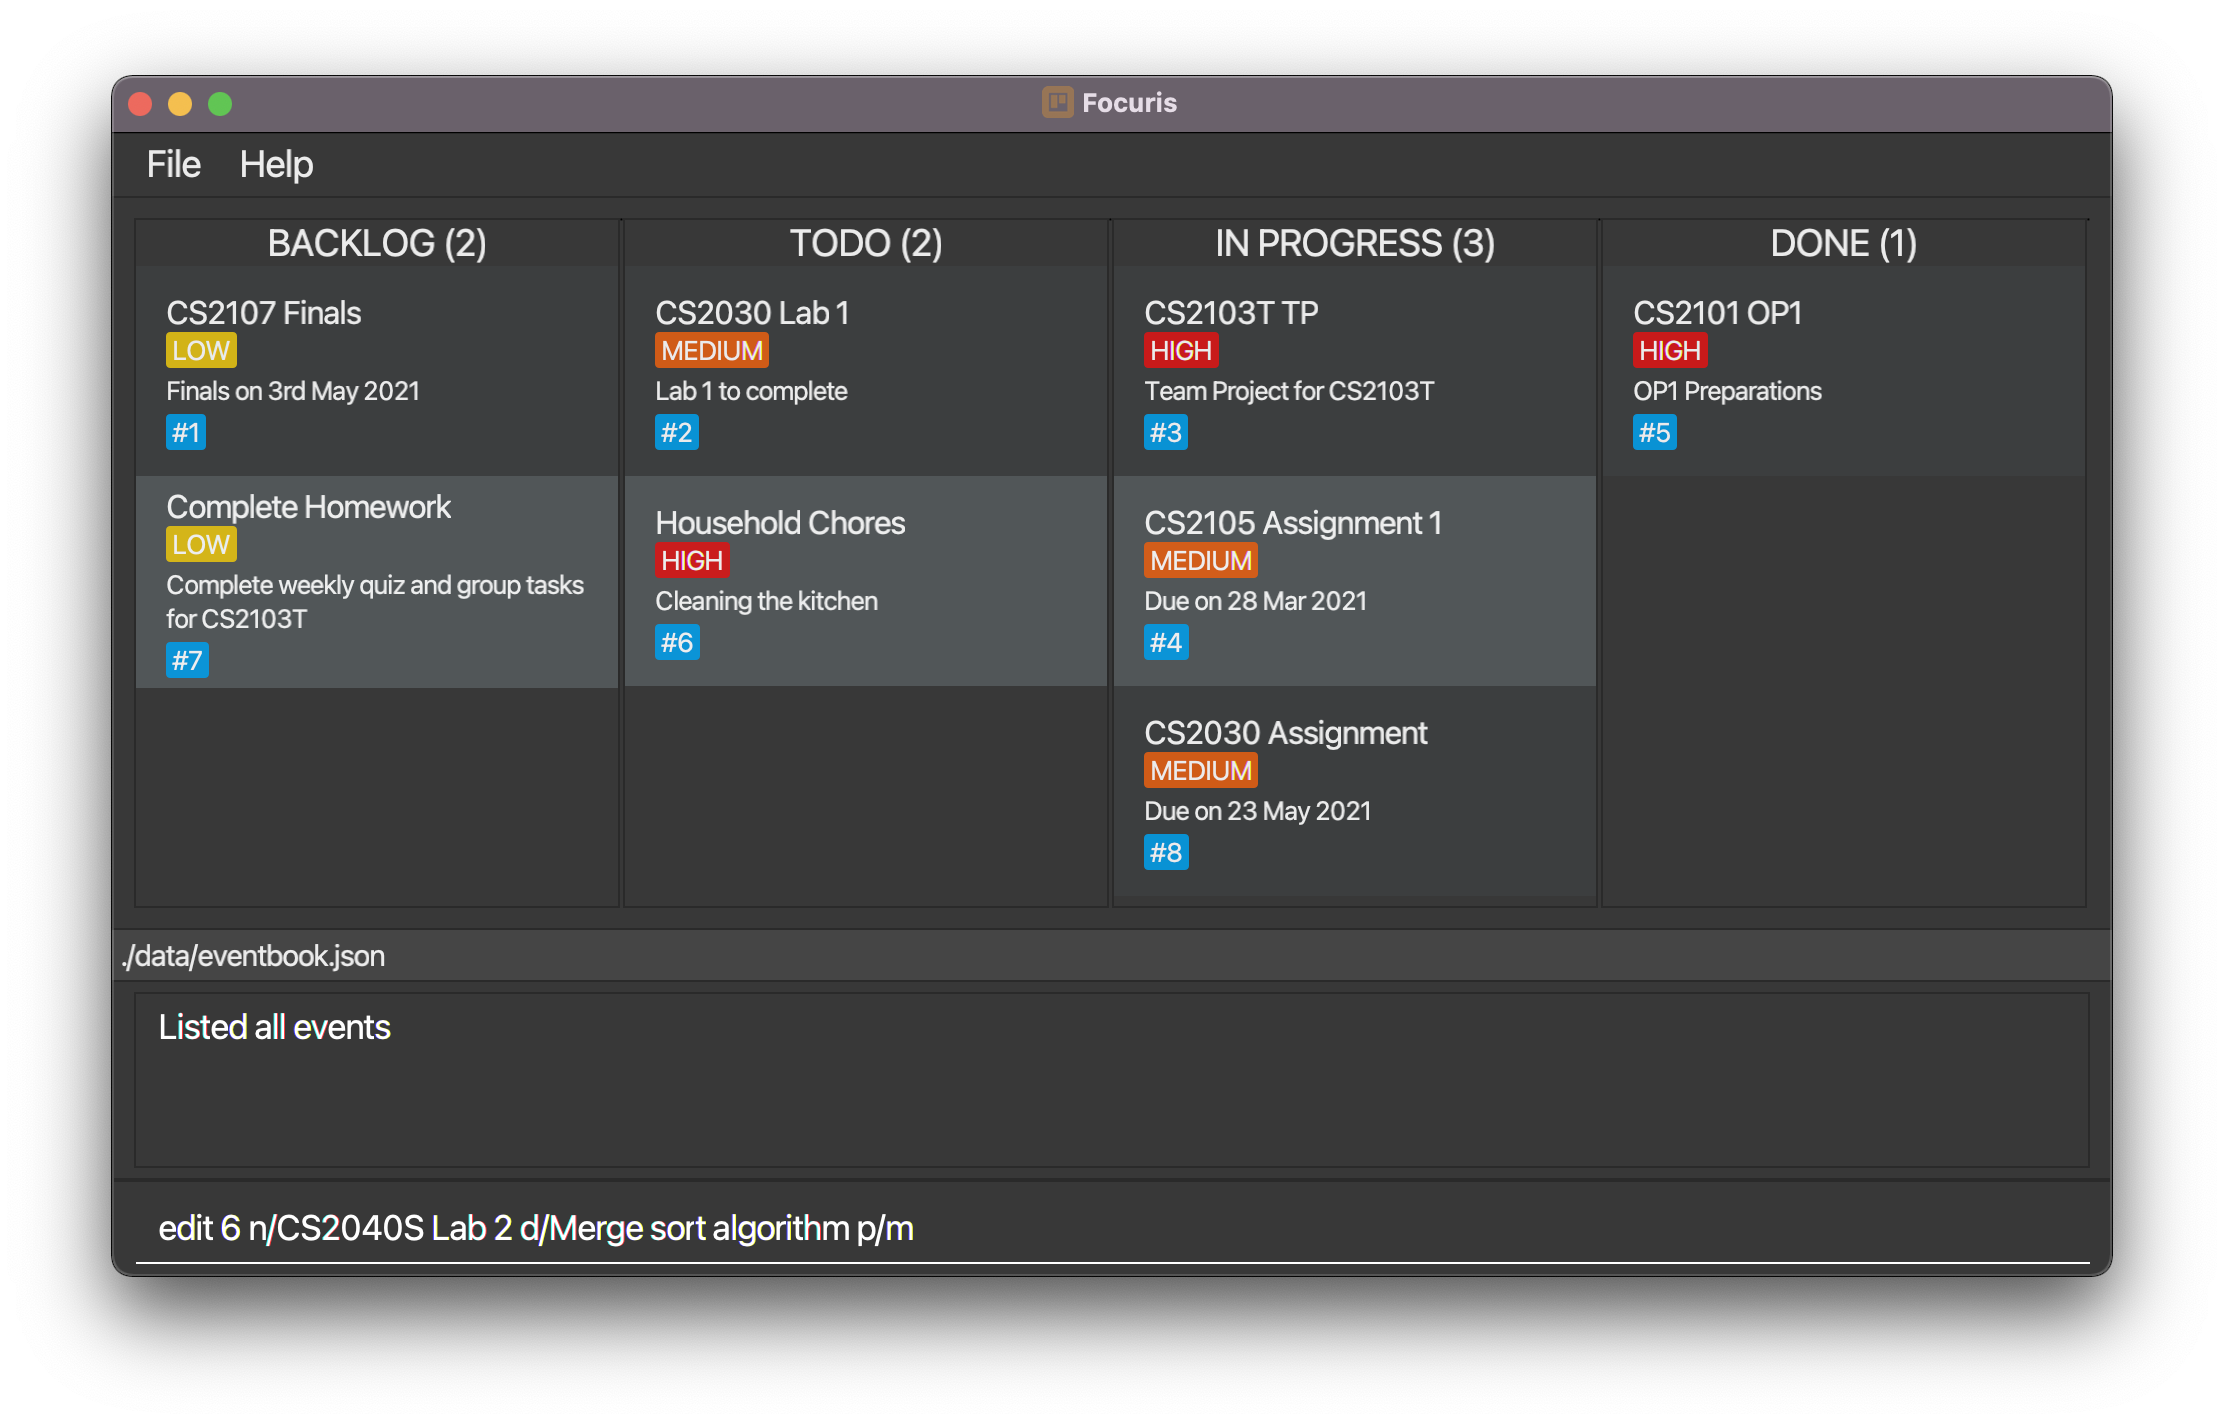 Focuris
File Help
BACKLOG (2)
CS2107 Finals
LOW
Finals on 3rd May 2021
#1
Complete Homework
LOW
Complete weekly quiz and group tasks
for CS2103T
#7
TODO (2)
CS2030 Lab 1
MEDIUM
Lab 1 to complete
#2
Household Chores
HIGH
Cleaning the kitchen
#6
IN PROGRESS (3)
CS2103T TP
HIGH
Team Project for CS2103T
#3
CS2105 Assignment 1
MEDIUM
Due on 28 Mar 2021
#4
CS2030 Assignment
MEDIUM
Due on 23 May 2021
#8
DONE (1)
CS2101 OP1
HIGH
OP1 Preparations
#5
./data/eventbook.json
Listed all events
edit 6 n/CS2040S Lab 2 d/Merge sort algorithm p/m